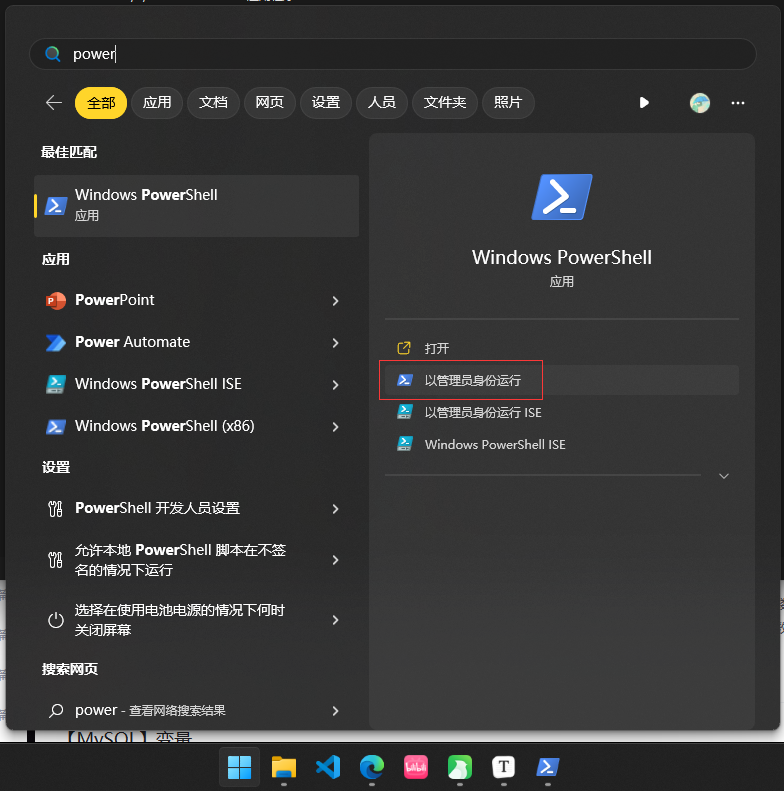 power
全部 应用 文档 网页 设置 人员 文件夹 照片
最佳匹配
Windows PowerShell
应用
应用
PowerPoint
Power Automate
Windows PowerShell ISE
Windows PowerShell (x86)
设置
PowerShell 开发人员设置
允许本地 PowerShell 脚本在不签
名的情况下运行
选择在使用电池电源的情况下何时
关闭屏幕
搜索网页
power - 查看网络搜索结果
Windows PowerShell
应用
打开
以管理员身份运行
以管理员身份运行 ISE
Windows PowerShell ISE
【MySQL】变量
bilibili
T